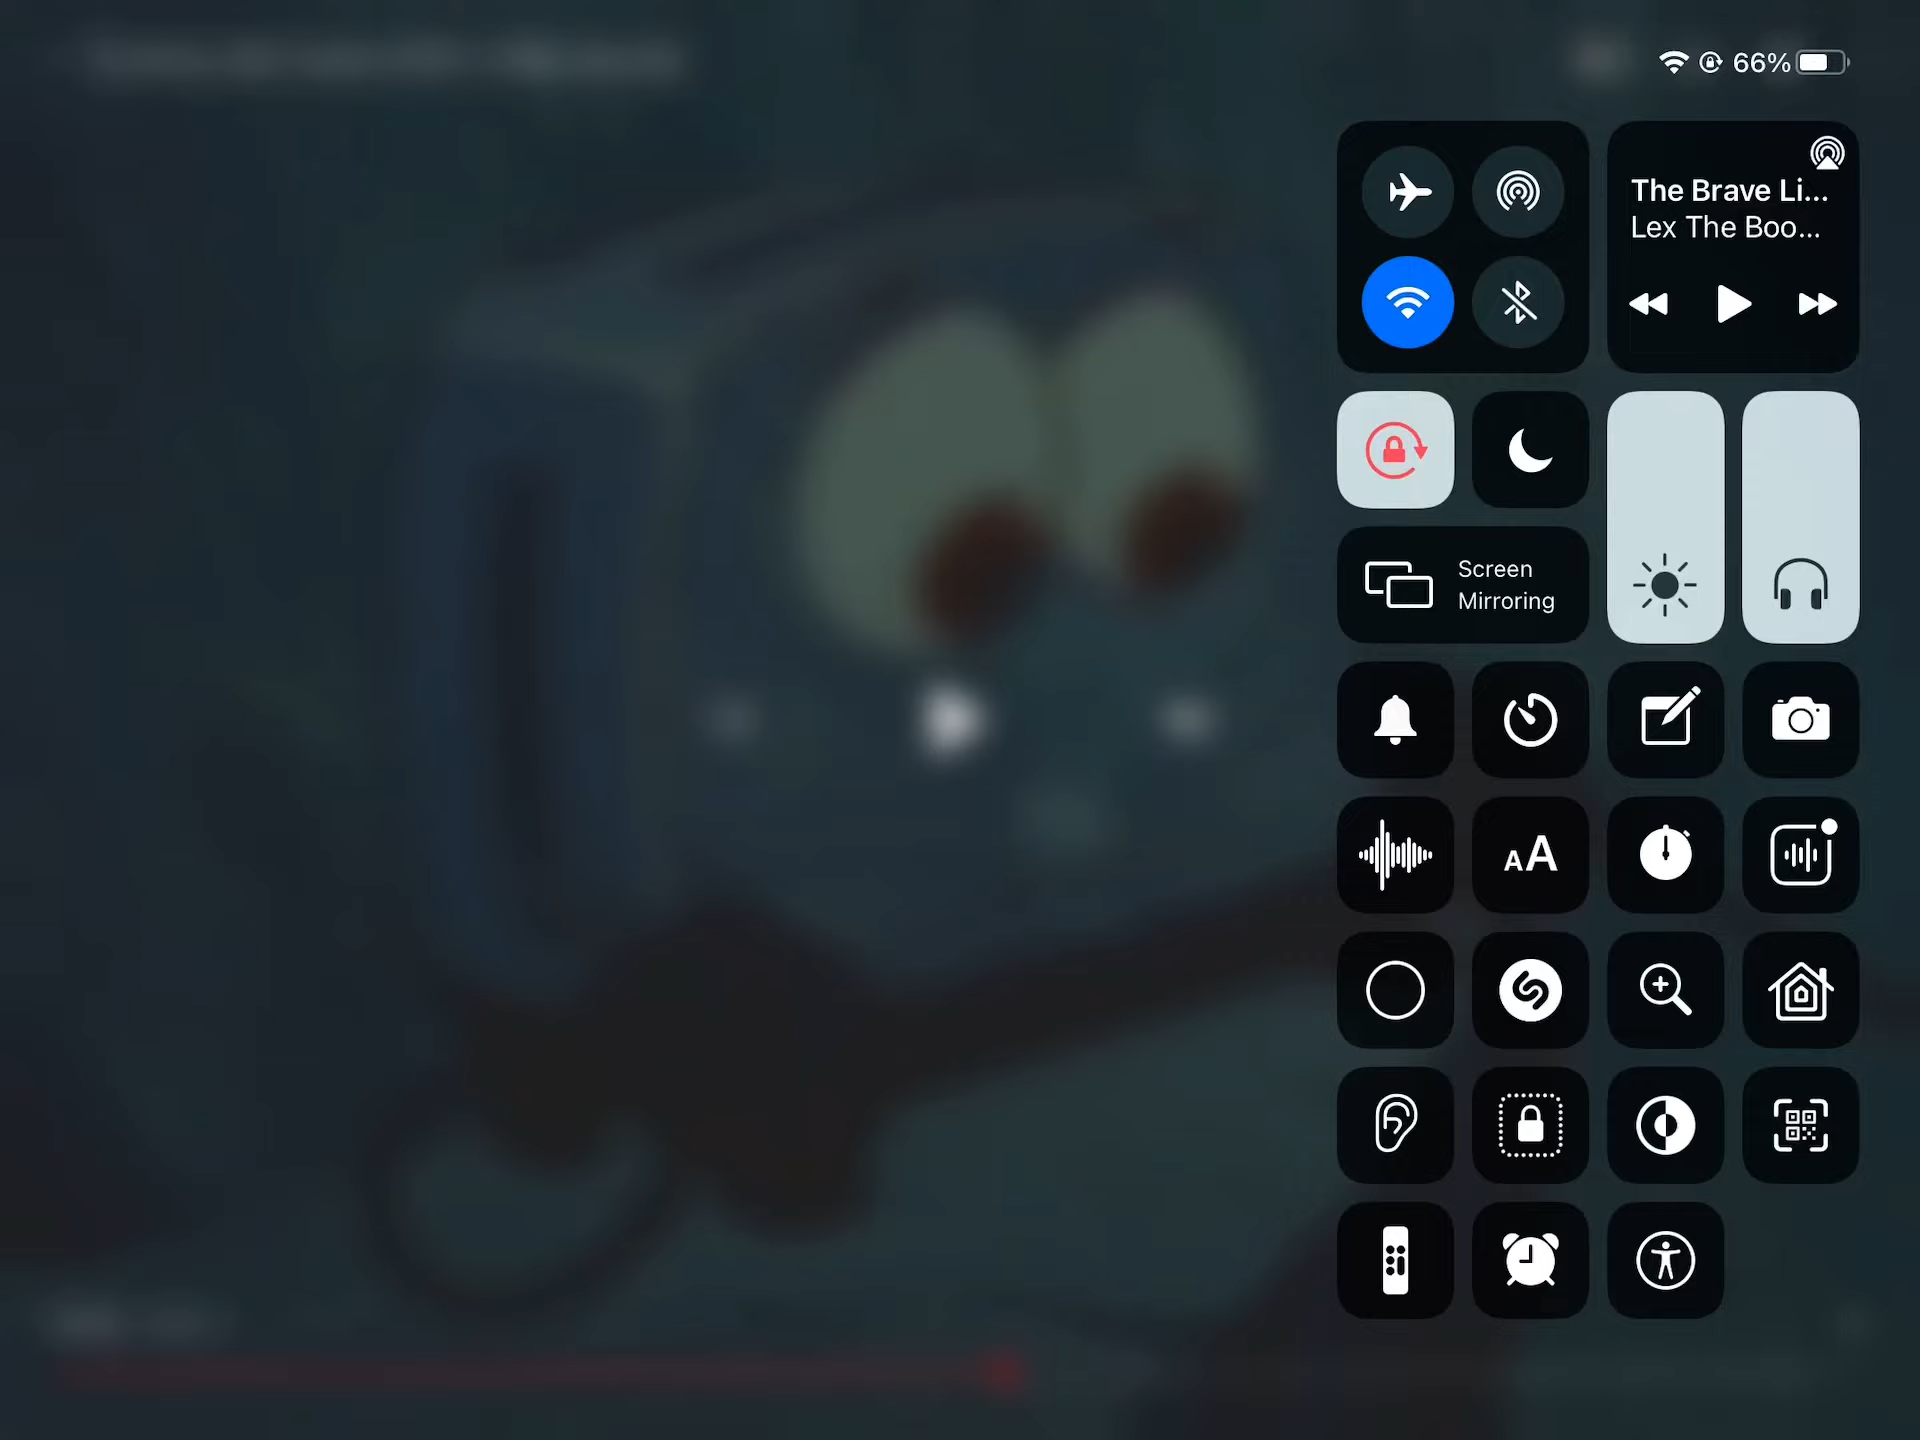 66%
The Brave Li...
Lex The Boo...
Screen
Mirroring
AA